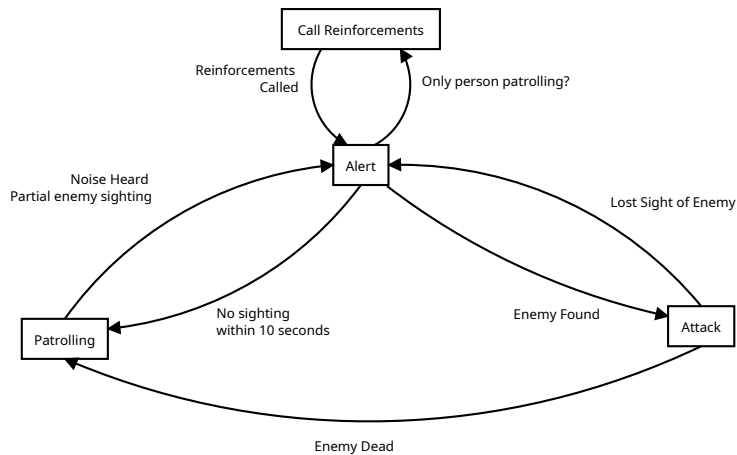 Call Reinforcements
Reinforcements
Called
Only person patrolling?
Alert
Noise Heard
Partial enemy sighting
Lost Sight of Enemy
No sighting
within 10 seconds
Enemy Found
Patrolling
Attack
Enemy Dead